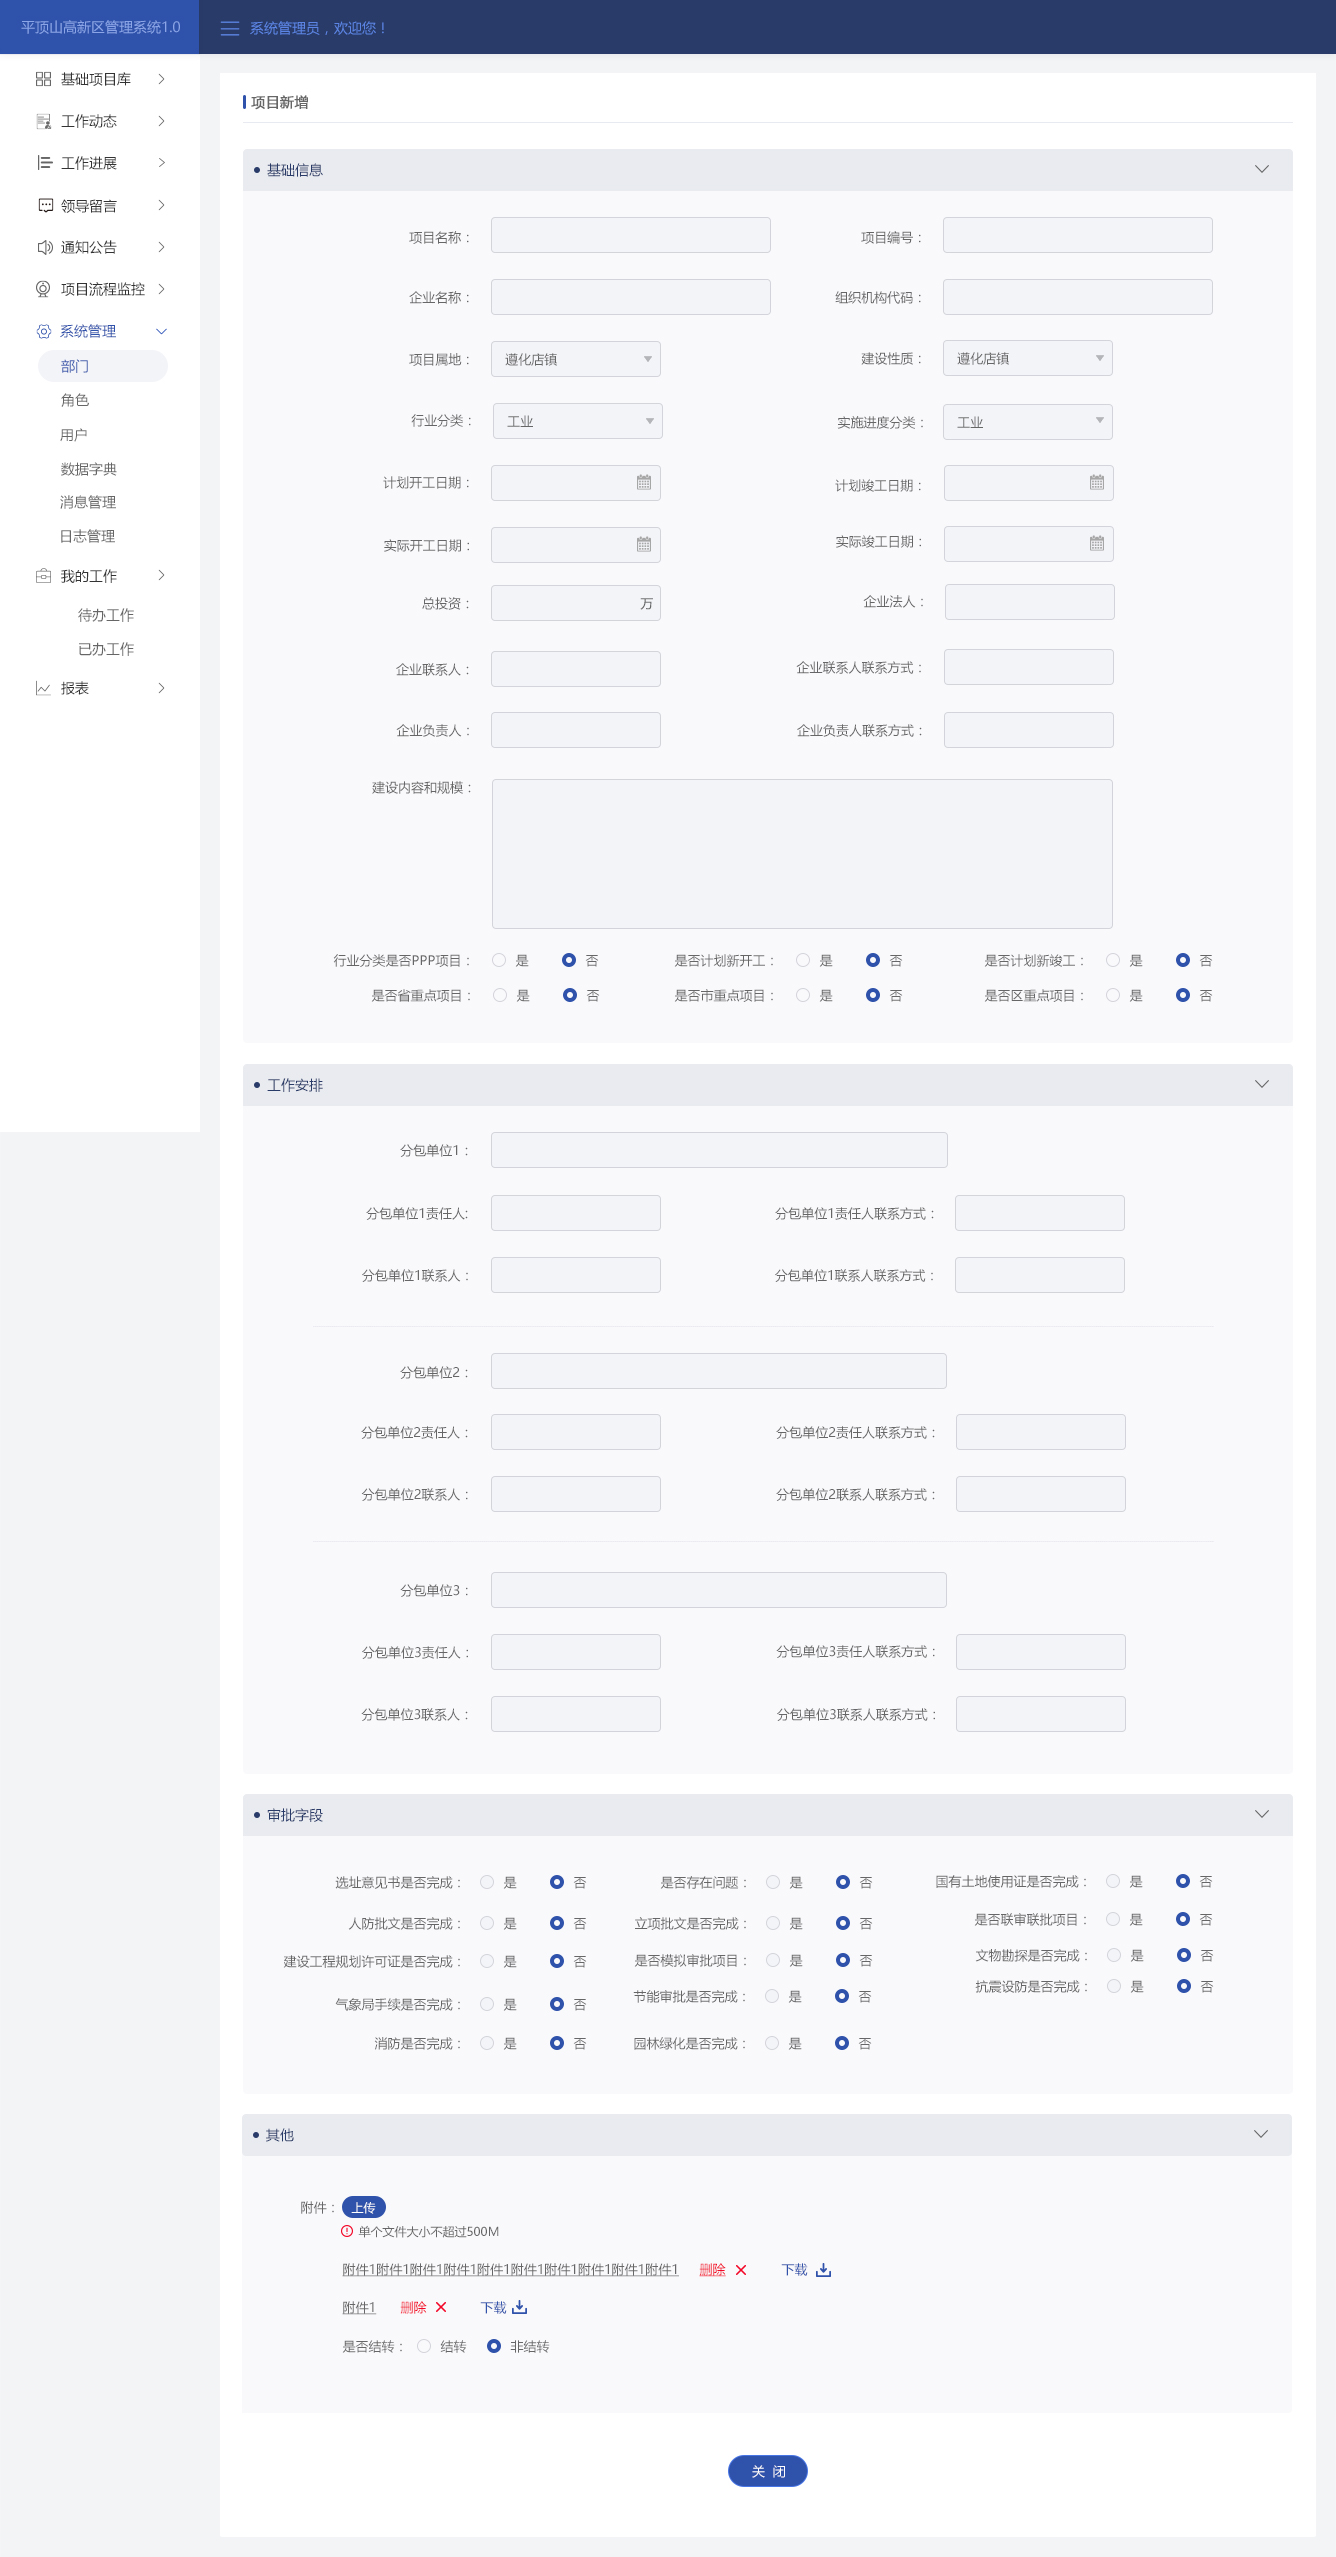 平顶山高新区管理系统1.0
系统管理员，欢迎您！
基础项目库
工作动态
工作进展
领导留言
通知公告
项目流程监控
系统管理
部门
角色
用户
数据字典
消息管理
日志管理
我的工作
待办工作
已办工作
报表
项目新增
基础信息
项目名称： 项目编号：
企业名称： 组织机构代码：
项目属地： 遵化店镇 建设性质： 遵化店镇
行业分类： 工业 实施进度分类： 工业
计划开工日期： 计划竣工日期：
实际开工日期： 实际竣工日期：
总投资： 万 企业法人：
企业联系人： 企业联系人联系方式：
企业负责人： 企业负责人联系方式：
建设内容和规模：
行业分类是否PPP项目： 是 否 是否计划新开工： 是 否 是否计划新竣工： 是 否
是否省重点项目： 是 否 是否市重点项目： 是 否 是否区重点项目： 是 否
工作安排
分包单位1：
分包单位1责任人: 分包单位1责任人联系方式：
分包单位1联系人： 分包单位1联系人联系方式：
分包单位2：
分包单位2责任人： 分包单位2责任人联系方式：
分包单位2联系人： 分包单位2联系人联系方式：
分包单位3：
分包单位3责任人： 分包单位3责任人联系方式：
分包单位3联系人： 分包单位3联系人联系方式：
审批字段
选址意见书是否完成： 是 否 是否存在问题： 是 否 国有土地使用证是否完成： 是 否
人防批文是否完成： 是 否 立项批文是否完成： 是 否 是否联审联批项目： 是 否
建设工程规划许可证是否完成： 是 否 是否模拟审批项目： 是 否 文物勘探是否完成： 是 否
气象局手续是否完成： 是 否 节能审批是否完成： 是 否 抗震设防是否完成： 是 否
消防是否完成： 是 否 园林绿化是否完成： 是 否
其他
附件： 上传
单个文件大小不超过500M
附件1附件1附件1附件1附件1附件1附件1附件1附件1附件1 删除 下载
附件1 删除 下载
是否结转： 结转 非结转
关 闭